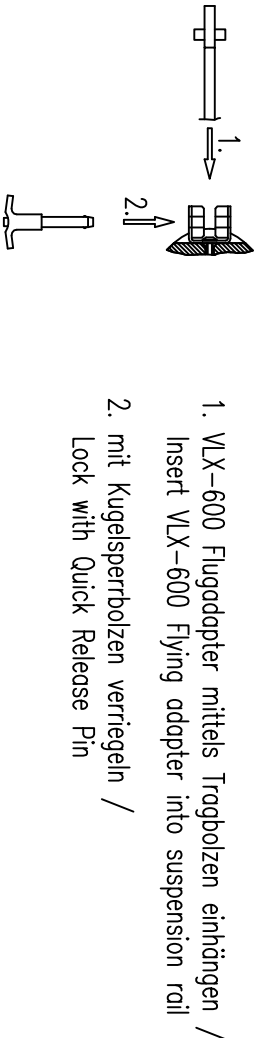 1.
2.
1. VLX-600 Flugadapter mittels Tragbolzen einhängen /
Insert VLX-600 Flying adapter into suspension rail
2. mit Kugelsperrbolzen verriegeln /
Lock with Quick Release Pin